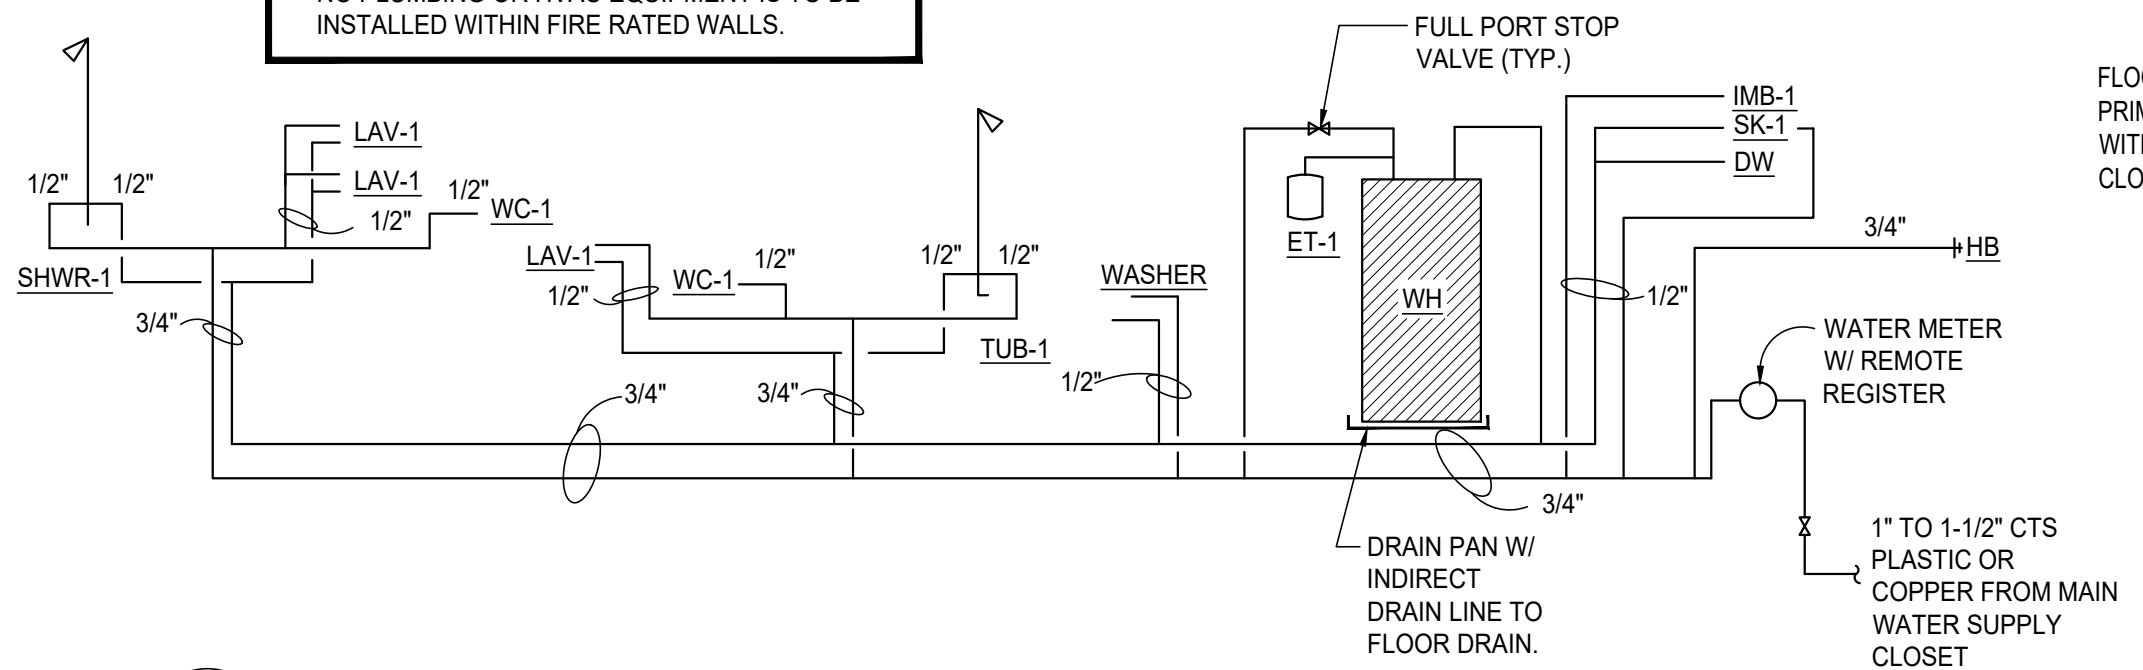 INSTALLED WITHIN FIRE RATED WALLS.
FULL PORT STOP
VALVE (TYP.)
IMB-1
SK-1
DW
LAV-1
LAV-1
1/2"
1/2"
1/2"
1/2"
WC-1
SHWR-1
3/4"
LAV-1
1/2"
WC-1
1/2"
1/2"
1/2"
TUB-1
3/4"
3/4"
WASHER
1/2"
ET-1
WH
1/2"
3/4"
HB
WATER METER
W/ REMOTE
REGISTER
3/4"
DRAIN PAN W/
INDIRECT
DRAIN LINE TO
FLOOR DRAIN.
1" TO 1-1/2" CTS
PLASTIC OR
COPPER FROM MAIN
WATER SUPPLY
CLOSET